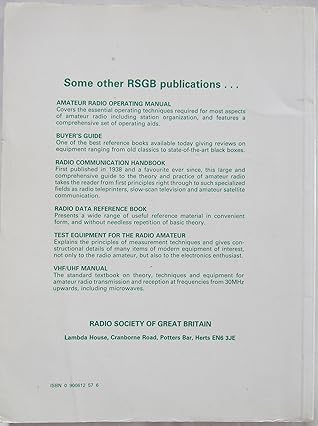 Some other RSGB publications . . .
AMATEUR RADIO OPERATING MANUAL
Covers the essential operating techniques required for most aspects
of amateur radio including station organization, and features a
comprehensive set of operating aids.
BUYER'S GUIDE
One of the best reference books available today giving reviews on
equipment ranging from old classics to state-of-the-art black boxes.
RADIO COMMUNICATION HANDBOOK
First published in 1938 and a favourite ever since, this large and
comprehensive guide to the theory and practice of amateur radio
takes the reader from first principles right through to such specialized
fields as radio teleprinters, slow-scan television and amateur satellite
communication.
RADIO DATA REFERENCE BOOK
Presents a wide range of useful reference material in convenient
form, and without needless repetition of basic theory.
TEST EQUIPMENT FOR THE RADIO AMATEUR
Explains the principles of measurement techniques and gives con-
structional details of many items of modern equipment of interest,
not only to the radio amateur, but also to the electronics enthusiast.
VHF/UHF MANUAL
The standard textbook on theory, techniques and equipment for
amateur radio transmission and reception at frequencies from 30MHz
upwards, including microwaves.
RADIO SOCIETY OF GREAT BRITAIN
Lambda House, Cranborne Road, Potters Bar, Herts EN6 3JE
ISBN 0 900612 57 6